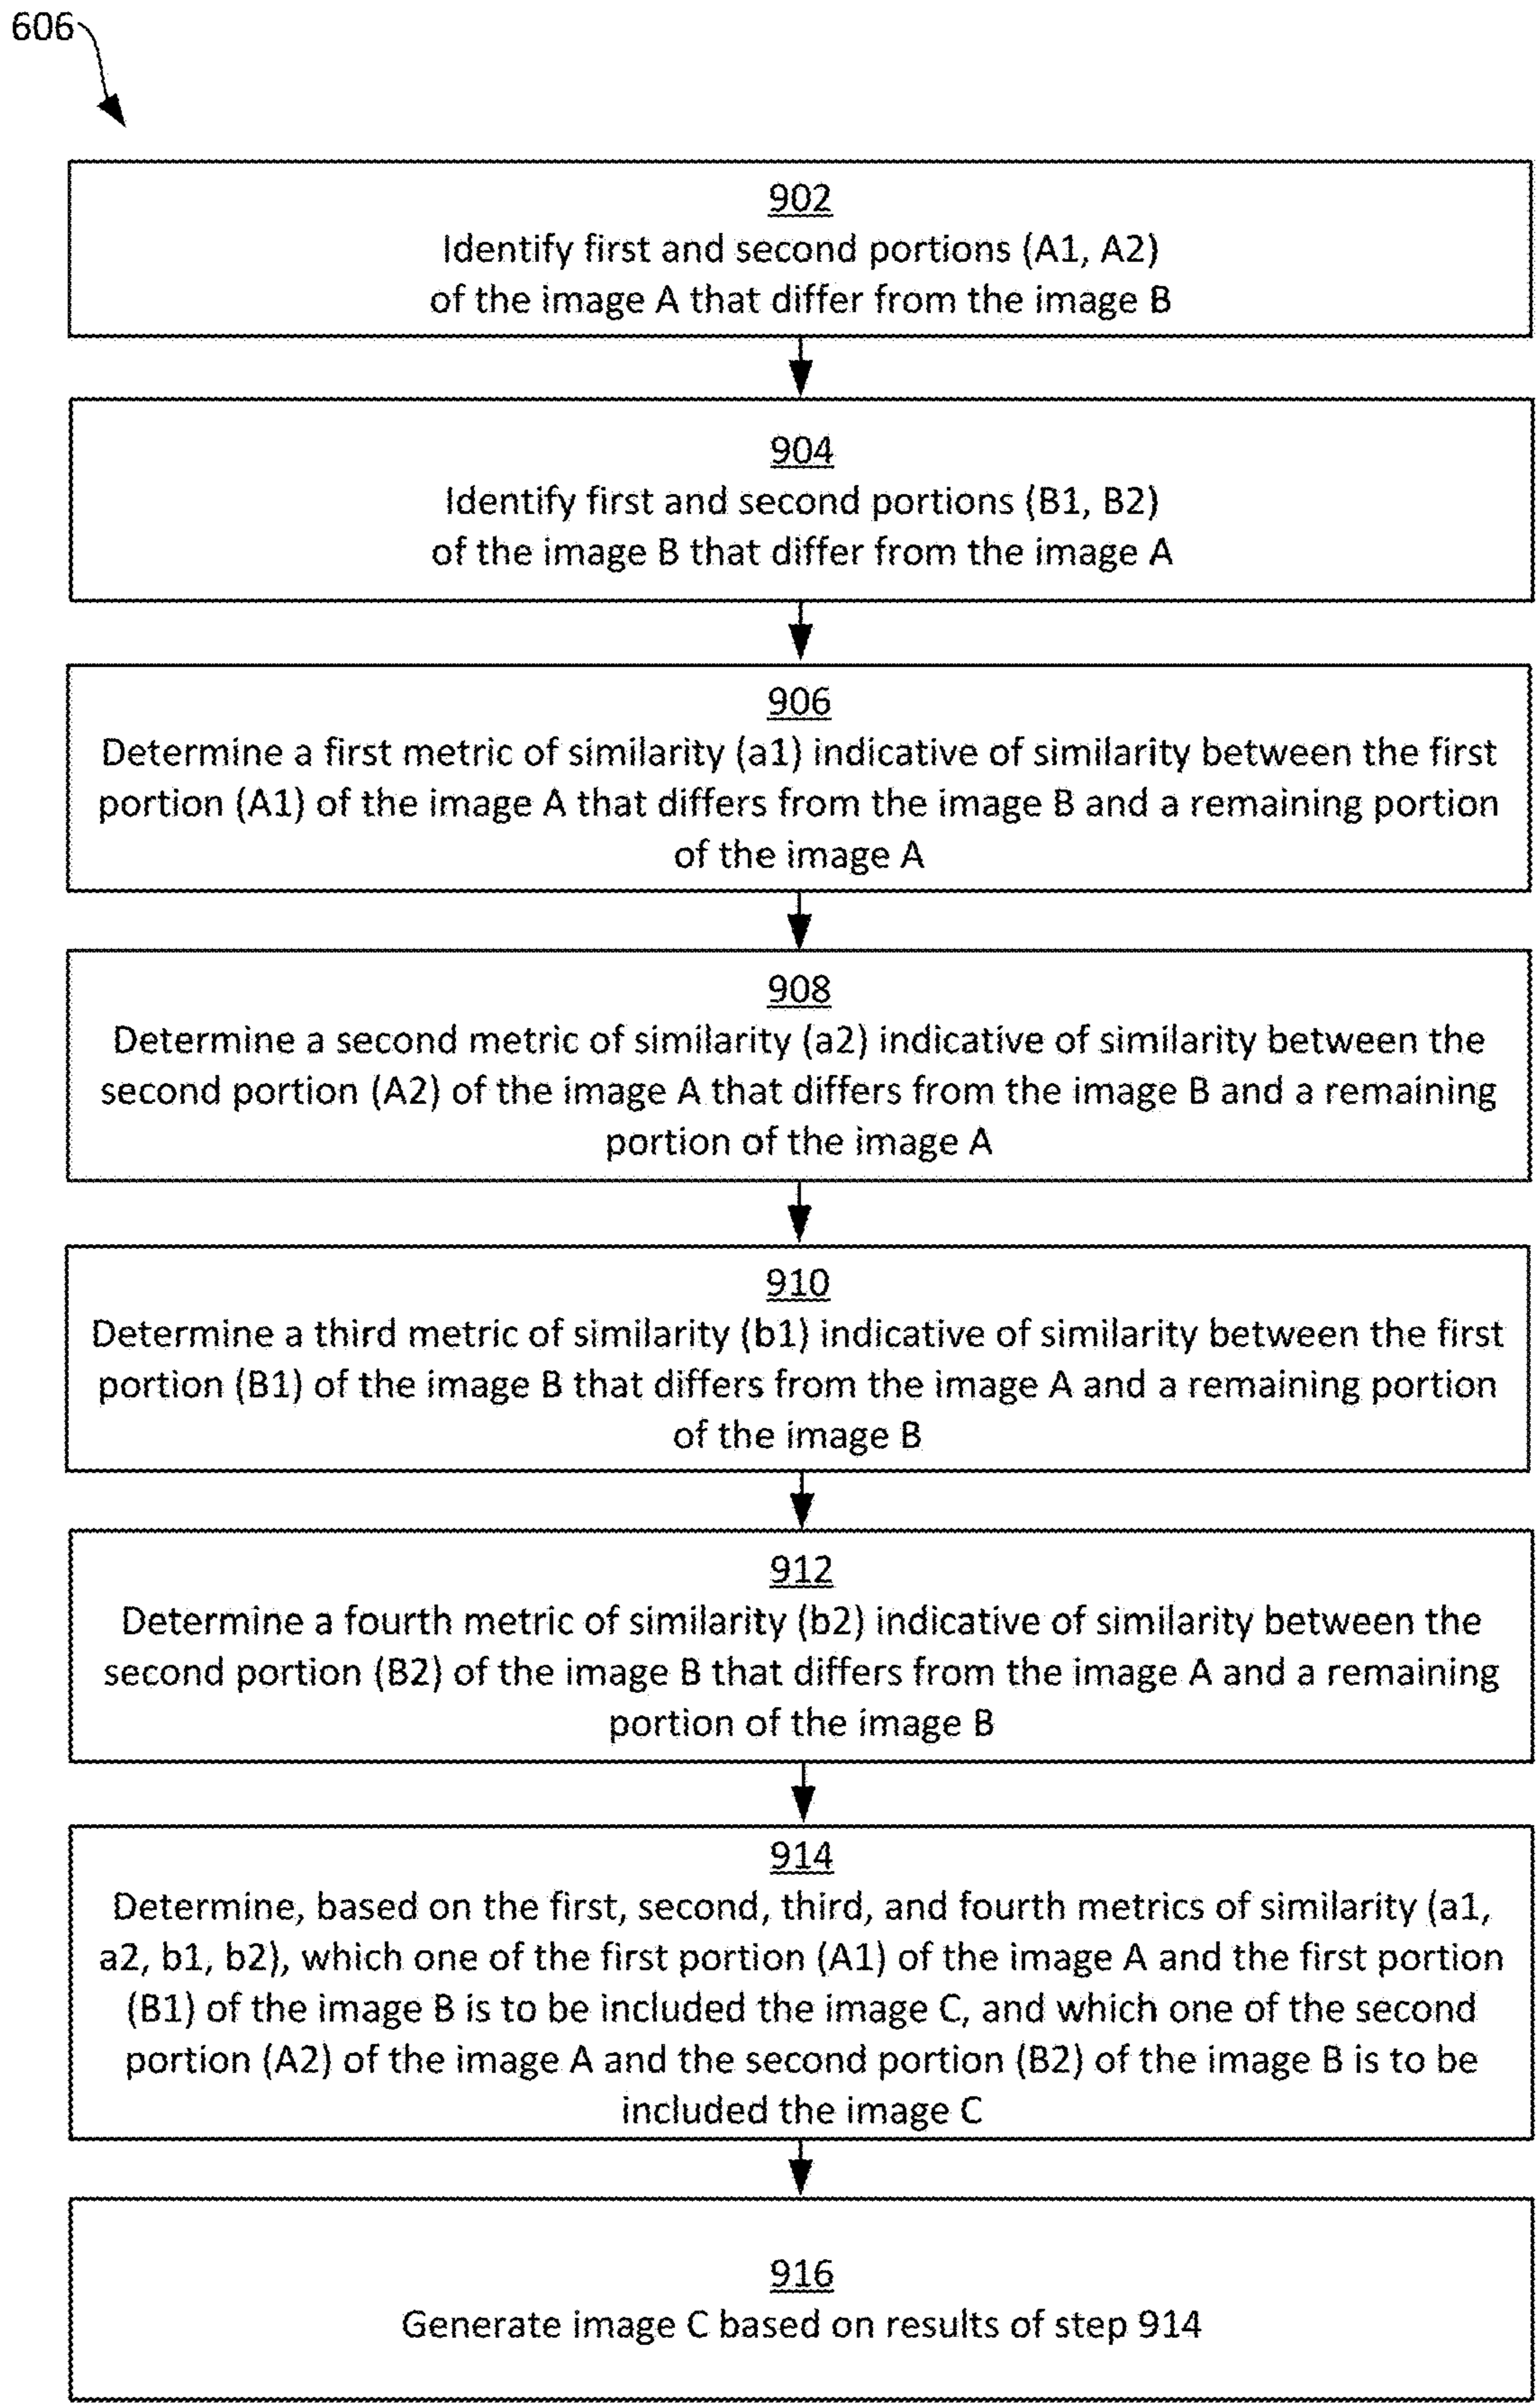 606
902
Identify first and second portions (A1, A2)
of the image A that differ from the image B
904
Identify first and second portions (B1, B2)
of the image B that differ from the image A
906
Determine a first metric of similarity (a1) indicative of similarity between the first
portion (A1) of the image A that differs from the image B and a remaining portion
of the image A
908
Determine a second metric of similarity (a2) indicative of similarity between the
second portion (A2) of the image A that differs from the image B and a remaining
portion of the image A
910
Determine a third metric of similarity (b1) indicative of similarity between the first
portion (B1) of the image B that differs from the image A and a remaining portion
of the image B
912
Determine a fourth metric of similarity (b2) indicative of similarity between the
second portion (B2) of the image B that differs from the image A and a remaining
portion of the image B
914
Determine, based on the first, second, third, and fourth metrics of similarity (a1,
a2, b1, b2), which one of the first portion (A1) of the image A and the first portion
(B1) of the image B is to be included the image C, and which one of the second
portion (A2) of the image A and the second portion (B2) of the image B is to be
included the image C
916
Generate image C based on results of step 914